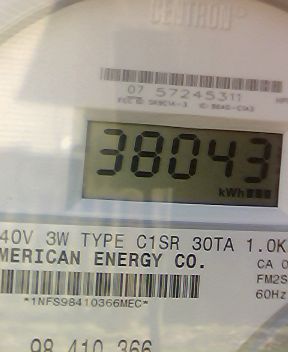 CENTRON®
07 57245311
38043
kWh
40V 3W TYPE C1SR 30TA 1.0K
MERICAN ENERGY CO.
CA 0
FM2S
60Hz
*1NFS98410366MEC*
98 410 366